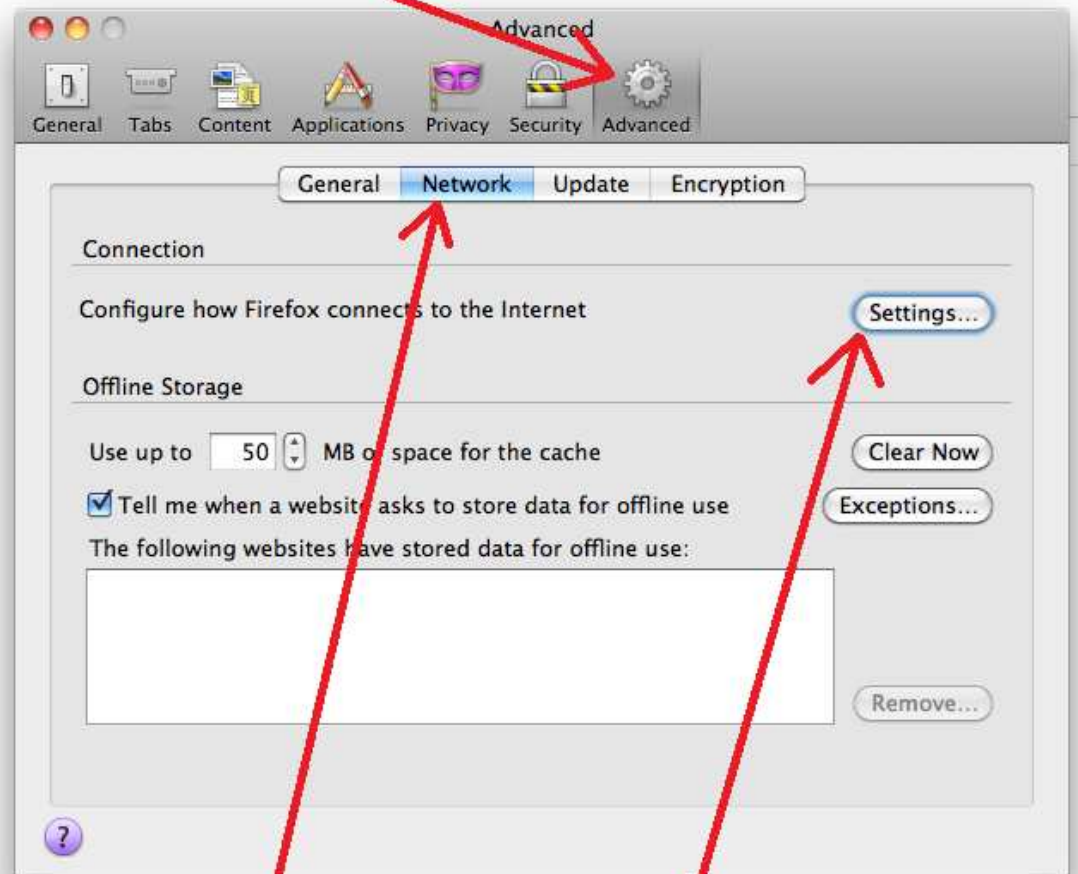 Advanced
General Tabs Content Applications Privacy Security Advanced
General Network Update Encryption
Connection
Configure how Firefox connects to the Internet Settings...
Offline Storage
Use up to 50 MB of space for the cache Clear Now
Tell me when a website asks to store data for offline use Exceptions...
The following websites have stored data for offline use:
Remove...
?